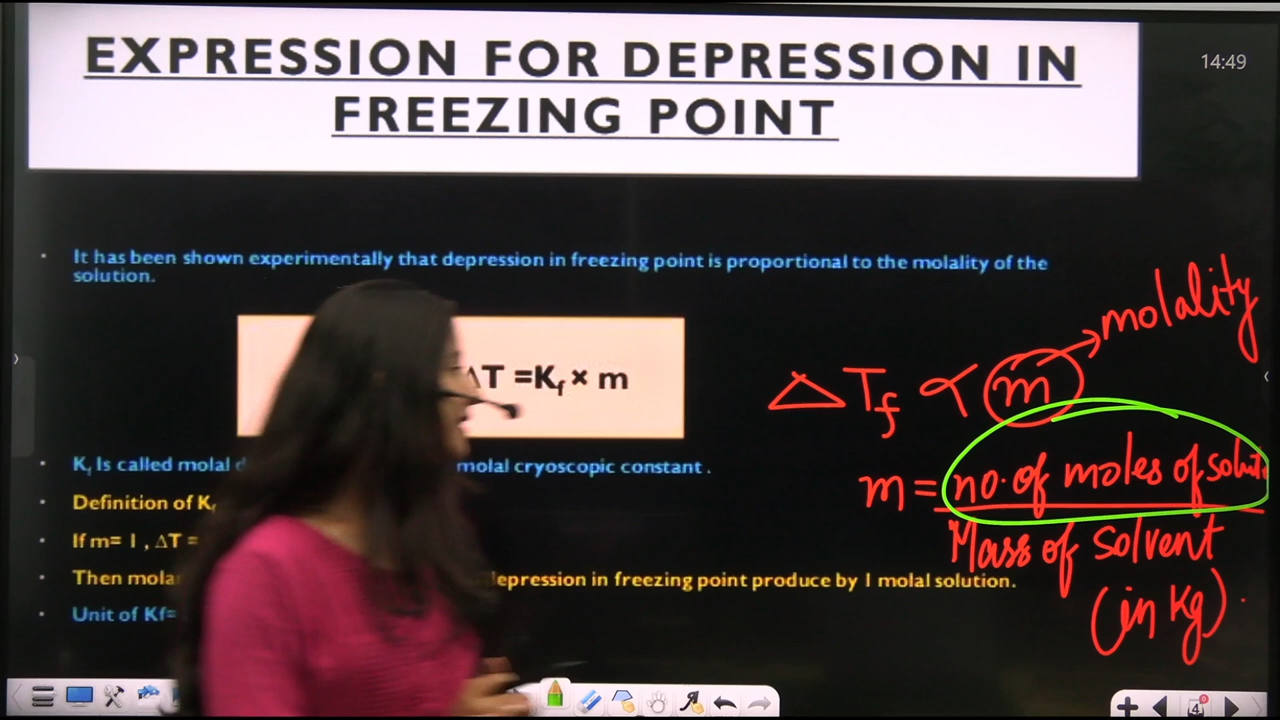 EXPRESSION FOR DEPRESSION IN
FREEZING POINT
14:49
It has been shown experimentally that depression in freezing point is proportional to the molality of the
solution.
ΔT =Kf × m
Kf Is called molal molal cryoscopic constant .
Definition of Kf
If m= 1 , ΔT =
Then depression in freezing point produce by 1 molal solution.
Unit of Kf=
molality
ΔTf ∝ m
m = no. of moles of solute
Mass of solvent
(in Kg).
4